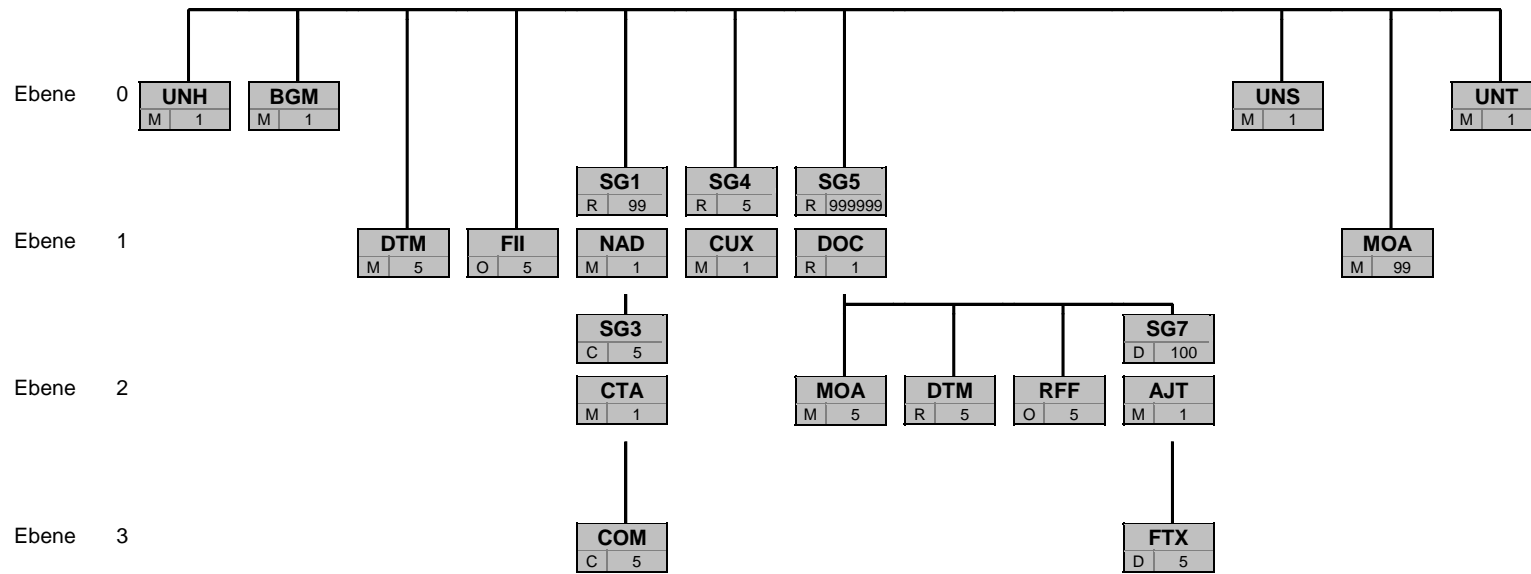 Ebene 0 UNH BGM UNS UNT
M 1 M 1 M 1 M 1
SG1 SG4 SG5
R 99 R 5 R 999999
Ebene 1 DTM FII NAD CUX DOC MOA
M 5 O 5 M 1 M 1 R 1 M 99
SG3 SG7
C 5 D 100
Ebene 2 CTA MOA DTM RFF AJT
M 1 M 5 R 5 O 5 M 1
Ebene 3 COM FTX
C 5 D 5